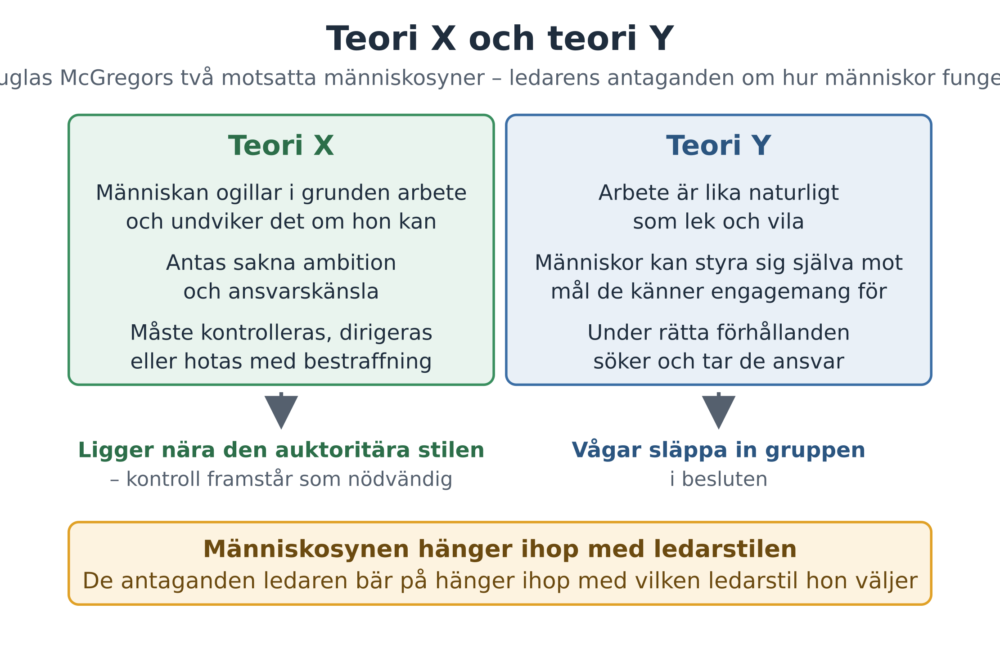 Teori X och teori Y
uglas McGregors två motsatta människosyner – ledarens antaganden om hur människor funge
Teori X
Människan ogillar i grunden arbete
och undviker det om hon kan
Antas sakna ambition
och ansvarskänsla
Måste kontrolleras, dirigeras
eller hotas med bestraffning
Teori Y
Arbete är lika naturligt
som lek och vila
Människor kan styra sig själva mot
mål de känner engagemang för
Under rätta förhållanden
söker och tar de ansvar
Ligger nära den auktoritära stilen
– kontroll framstår som nödvändig
Vågar släppa in gruppen
i besluten
Människosynen hänger ihop med ledarstilen
De antaganden ledaren bär på hänger ihop med vilken ledarstil hon väljer